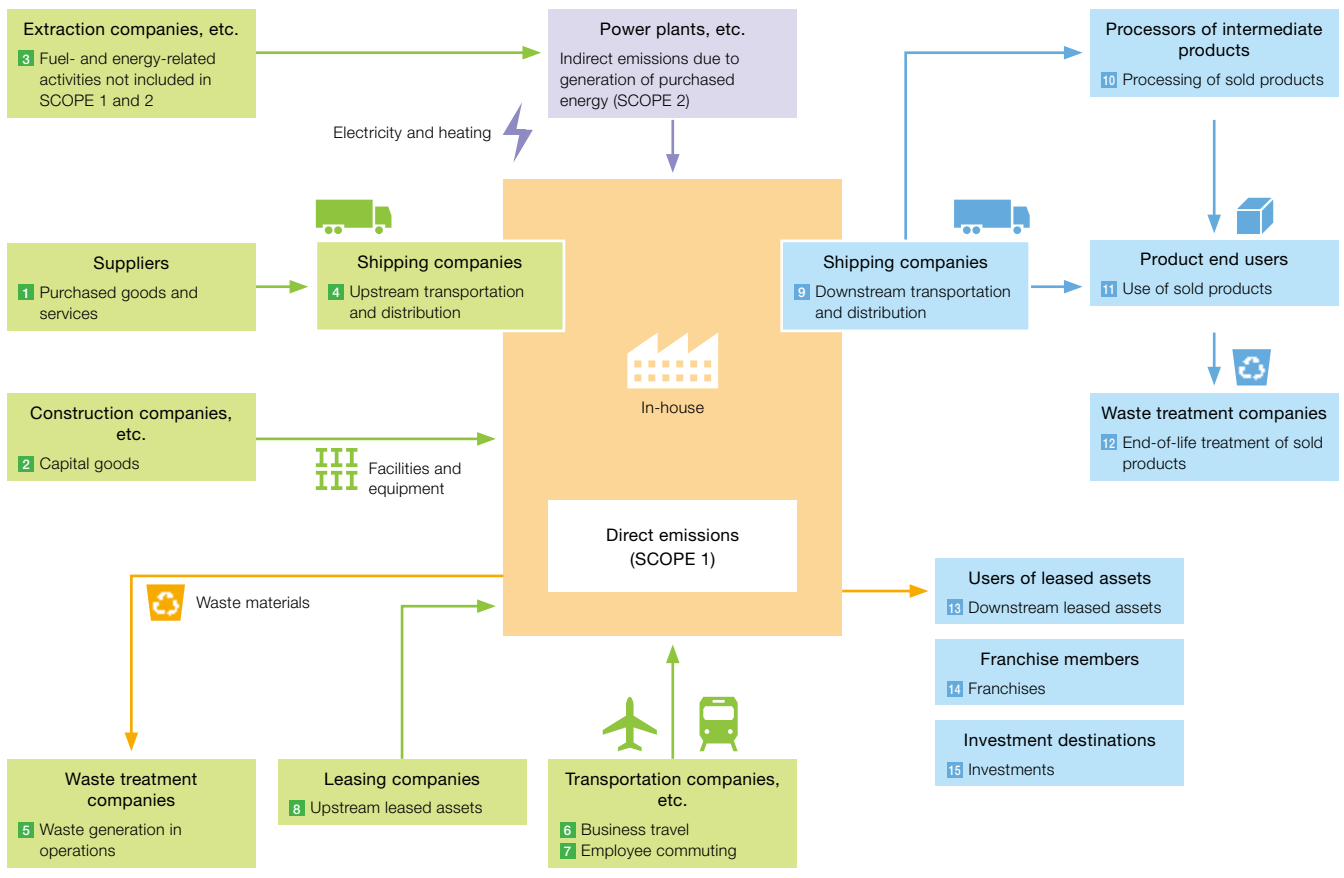 Extraction companies, etc.
3 Fuel- and energy-related
activities not included in
SCOPE 1 and 2
Power plants, etc.
Indirect emissions due to
generation of purchased
energy (SCOPE 2)
Processors of intermediate
products
10 Processing of sold products
Electricity and heating
Suppliers
1 Purchased goods and
services
Shipping companies
4 Upstream transportation
and distribution
Shipping companies
9 Downstream transportation
and distribution
Product end users
11 Use of sold products
In-house
Construction companies,
etc.
2 Capital goods
Facilities and
equipment
Waste treatment companies
12 End-of-life treatment of sold
products
Direct emissions
(SCOPE 1)
Waste materials
Users of leased assets
13 Downstream leased assets
Franchise members
14 Franchises
Investment destinations
15 Investments
Waste treatment
companies
5 Waste generation in
operations
Leasing companies
8 Upstream leased assets
Transportation companies,
etc.
6 Business travel
7 Employee commuting